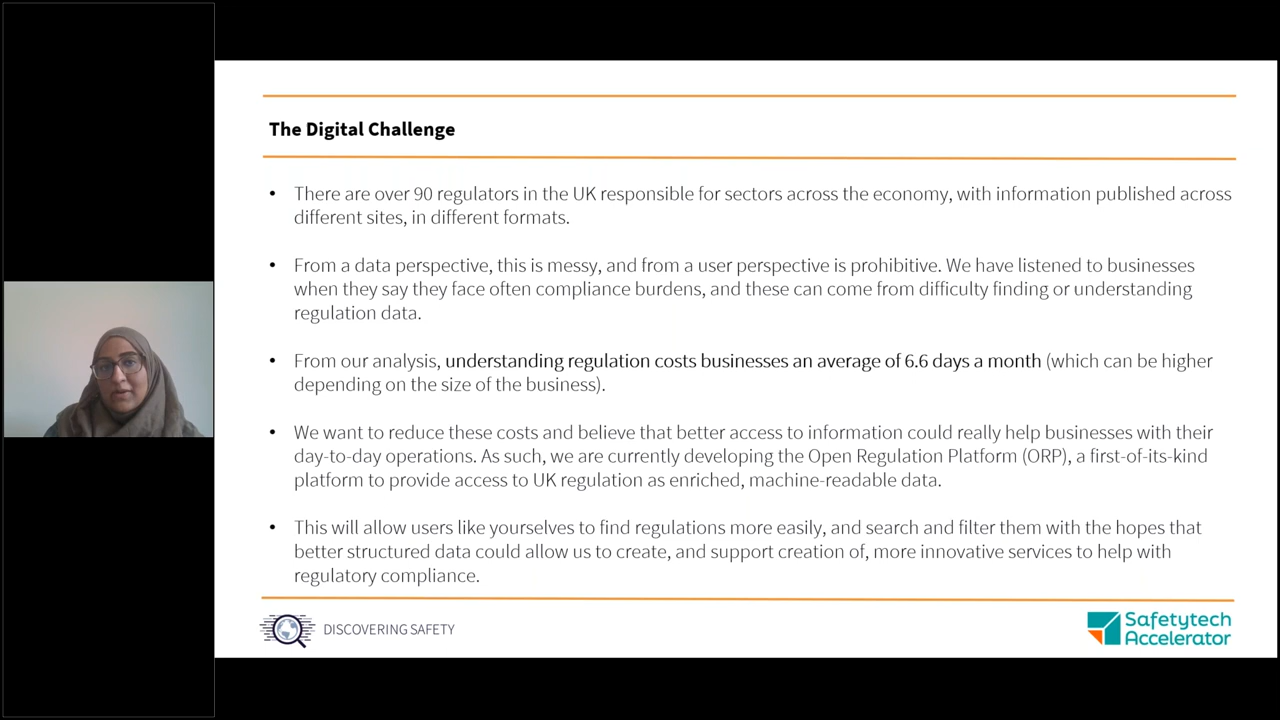 The Digital Challenge
• There are over 90 regulators in the UK responsible for sectors across the economy, with information published across
different sites, in different formats.
• From a data perspective, this is messy, and from a user perspective is prohibitive. We have listened to businesses
when they say they face often compliance burdens, and these can come from difficulty finding or understanding
regulation data.
• From our analysis, understanding regulation costs businesses an average of 6.6 days a month (which can be higher
depending on the size of the business).
• We want to reduce these costs and believe that better access to information could really help businesses with their
day-to-day operations. As such, we are currently developing the Open Regulation Platform (ORP), a first-of-its-kind
platform to provide access to UK regulation as enriched, machine-readable data.
• This will allow users like yourselves to find regulations more easily, and search and filter them with the hopes that
better structured data could allow us to create, and support creation of, more innovative services to help with
regulatory compliance.
DISCOVERING SAFETY
Safetytech
Accelerator